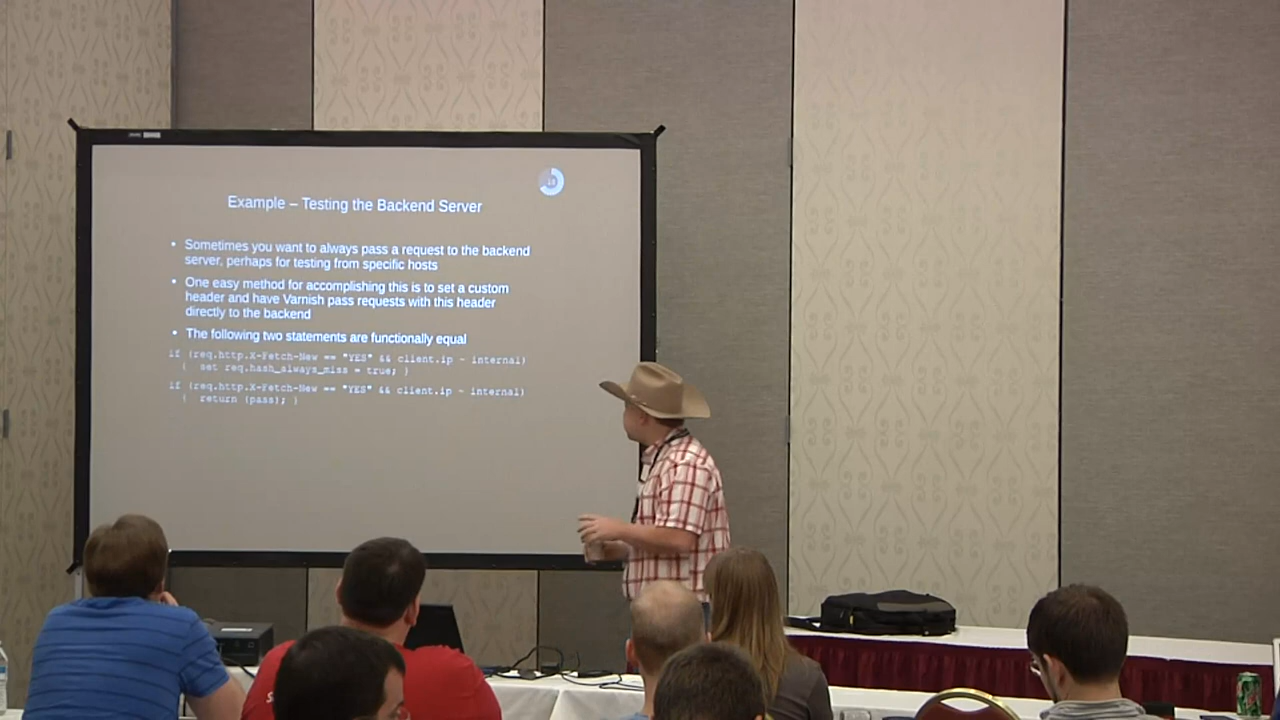 Example – Testing the Backend Server
• Sometimes you want to always pass a request to the backend
server, perhaps for testing from specific hosts
• One easy method for accomplishing this is to set a custom
header and have Varnish pass requests with this header
directly to the backend
• The following two statements are functionally equal
if (req.http.X-Fetch-New == "YES" && client.ip ~ internal)
{ set req.hash_always_miss = true; }
if (req.http.X-Fetch-New == "YES" && client.ip ~ internal)
{ return (pass); }